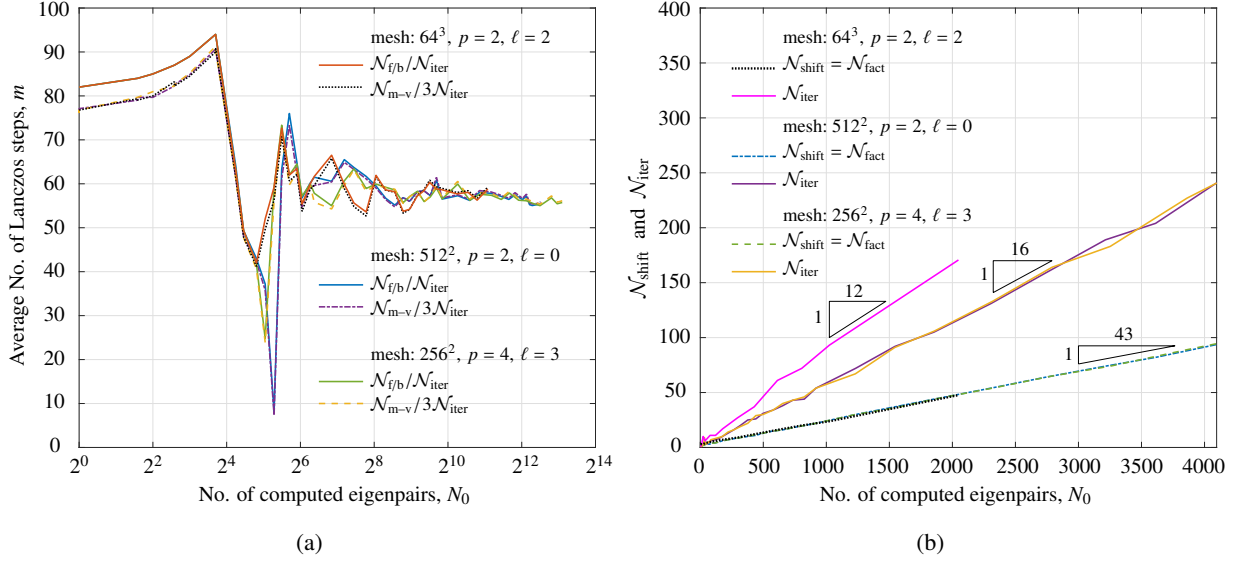 100
90
80
70
60
50
40
30
20
10
0
Average No. of Lanczos steps, m
mesh: 64³, p = 2, ℓ = 2
𝒩f/b/𝒩iter
𝒩m–v/3𝒩iter
mesh: 512², p = 2, ℓ = 0
𝒩f/b/𝒩iter
𝒩m–v/3𝒩iter
mesh: 256², p = 4, ℓ = 3
𝒩f/b/𝒩iter
𝒩m–v/3𝒩iter
2⁰ 2² 2⁴ 2⁶ 2⁸ 2¹⁰ 2¹² 2¹⁴
No. of computed eigenpairs, N₀
(a)
400
350
300
250
200
150
100
50
0
𝒩shift and 𝒩iter
mesh: 64³, p = 2, ℓ = 2
𝒩shift = 𝒩fact
𝒩iter
mesh: 512², p = 2, ℓ = 0
𝒩shift = 𝒩fact
𝒩iter
mesh: 256², p = 4, ℓ = 3
𝒩shift = 𝒩fact
𝒩iter
16
1
12
1
43
1
0 500 1000 1500 2000 2500 3000 3500 4000
No. of computed eigenpairs, N₀
(b)